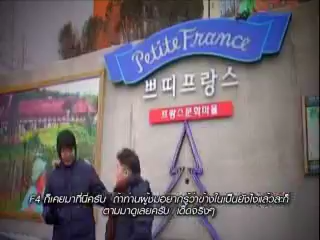 Petite France
쁘띠프랑스
프랑스문화마을
F4 ก็เคยมาที่นี่ครับ ถ้าท่านผู้ชมอยากรู้ว่าข้างในเป็นยังไงแล้วล่ะก็
ตามมาดูเลยครับ เด็ดจริงๆ